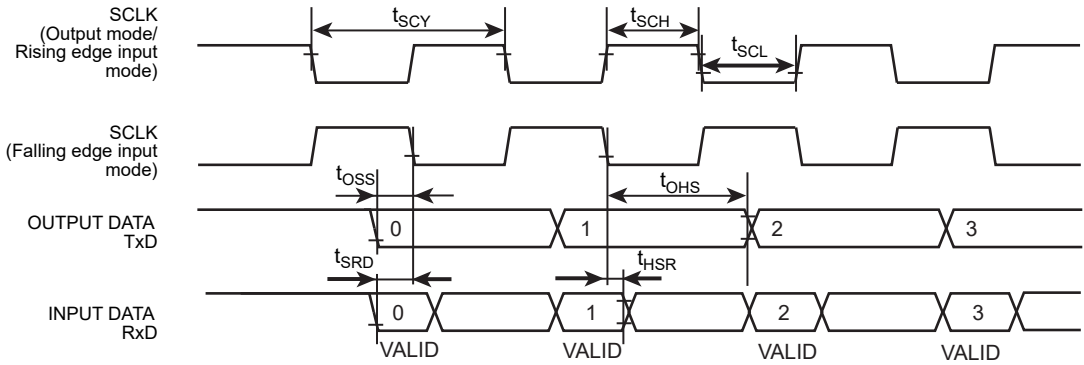 SCLK
(Output mode/
Rising edge input
mode)
tSCY
tSCH
tSCL
SCLK
(Falling edge input
mode)
tOSS
tOHS
OUTPUT DATA
TxD
0
1
2
3
tSRD
tHSR
INPUT DATA
RxD
0
1
2
3
VALID
VALID
VALID
VALID